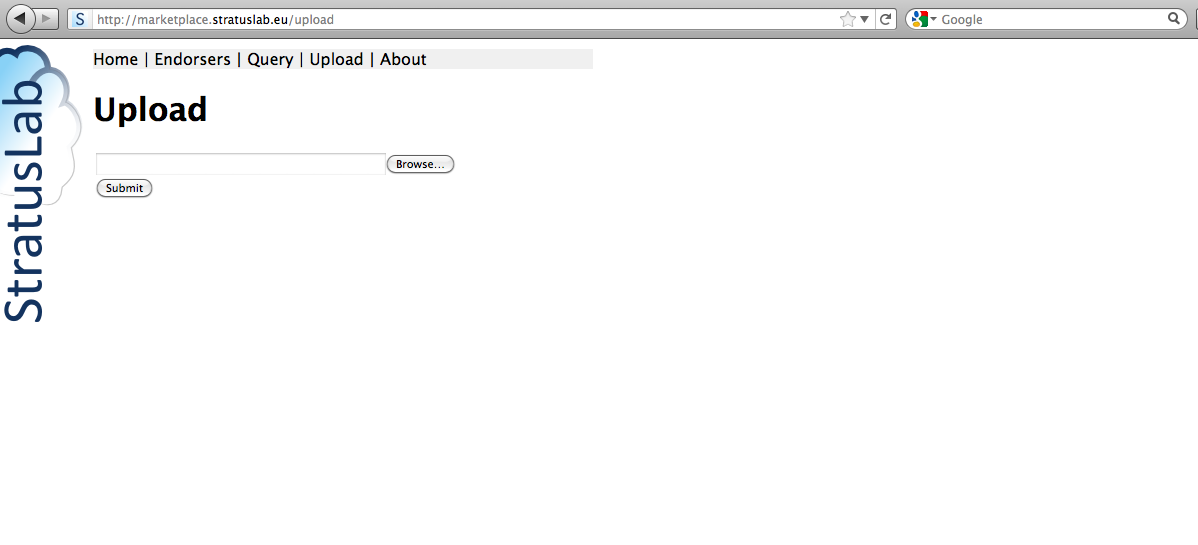 S http://marketplace.stratuslab.eu/upload Google
StratusLab
Home | Endorsers | Query | Upload | About
Upload
Browse...
Submit